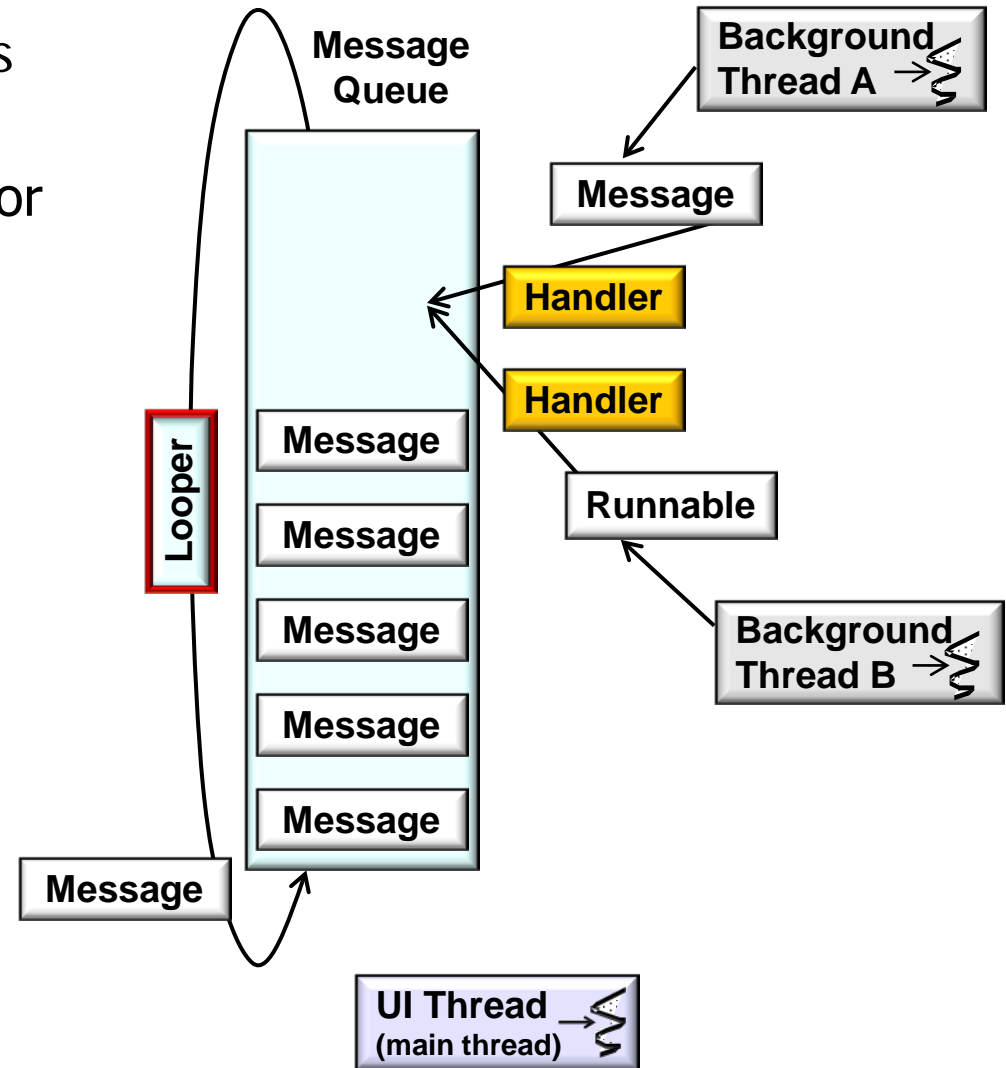 s
or
Message
Queue
Background
Thread A
Message
Handler
Handler
Looper
Message
Message
Message
Message
Message
Runnable
Background
Thread B
Message
UI Thread
(main thread)